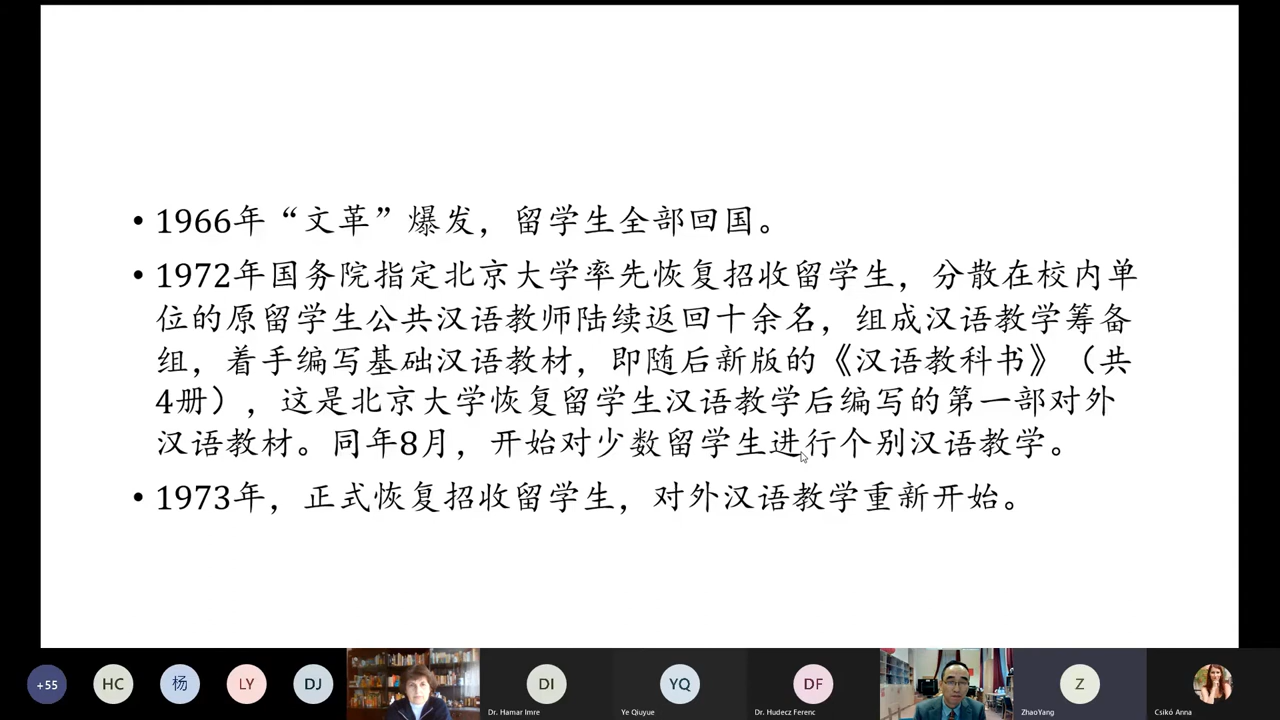 • 1966年“文革”爆发，留学生全部回国。
• 1972年国务院指定北京大学率先恢复招收留学生，分散在校内单
位的原留学生公共汉语教师陆续返回十余名，组成汉语教学筹备
组，着手编写基础汉语教材，即随后新版的《汉语教科书》（共
4册），这是北京大学恢复留学生汉语教学后编写的第一部对外
汉语教材。同年8月，开始对少数留学生进行个别汉语教学。
• 1973年，正式恢复招收留学生，对外汉语教学重新开始。
+55 HC 杨 LY DJ DI YQ DF Z
Dr. Hamar Imre Ye Qiuyue Dr. Hudecz Ferenc ZhaoYang Csikó Anna